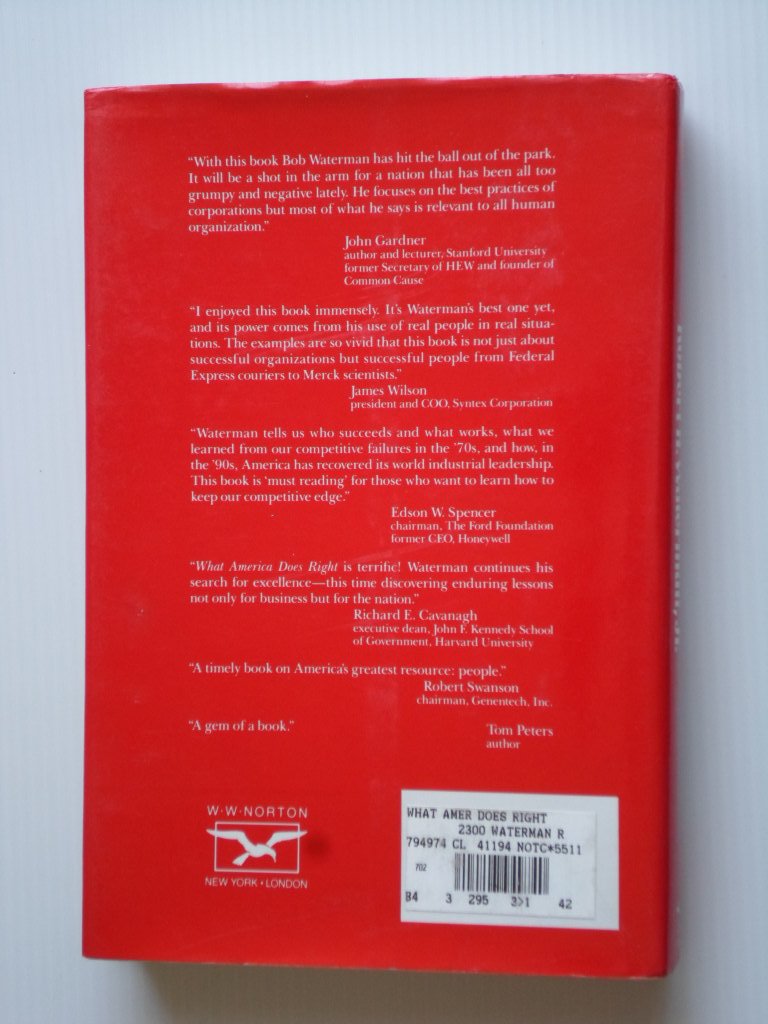 “With this book Bob Waterman has hit the ball out of the park.
It will be a shot in the arm for a nation that has been all too
grumpy and negative lately. He focuses on the best practices of
corporations but most of what he says is relevant to all human
organization.”
John Gardner
author and lecturer, Stanford University
former Secretary of HEW and founder of
Common Cause
“I enjoyed this book immensely. It's Waterman's best one yet,
and its power comes from his use of real people in real situa-
tions. The examples are so vivid that this book is not just about
successful organizations but successful people from Federal
Express couriers to Merck scientists.”
James Wilson
president and COO, Syntex Corporation
“Waterman tells us who succeeds and what works, what we
learned from our competitive failures in the '70s, and how, in
the '90s, America has recovered its world industrial leadership.
This book is ‘must reading’ for those who want to learn how to
keep our competitive edge.”
Edson W. Spencer
chairman, The Ford Foundation
former CEO, Honeywell
“What America Does Right is terrific! Waterman continues his
search for excellence—this time discovering enduring lessons
not only for business but for the nation.”
Richard E. Cavanagh
executive dean, John F. Kennedy School
of Government, Harvard University
“A timely book on America's greatest resource: people.”
Robert Swanson
chairman, Genentech, Inc.
“A gem of a book.”
Tom Peters
author
W·W·NORTON
NEW YORK • LONDON
WHAT AMER DOES RIGHT
2300 WATERMAN R
794974 CL 41194 NOTC*5511
702
B4 3 295 3>1 42